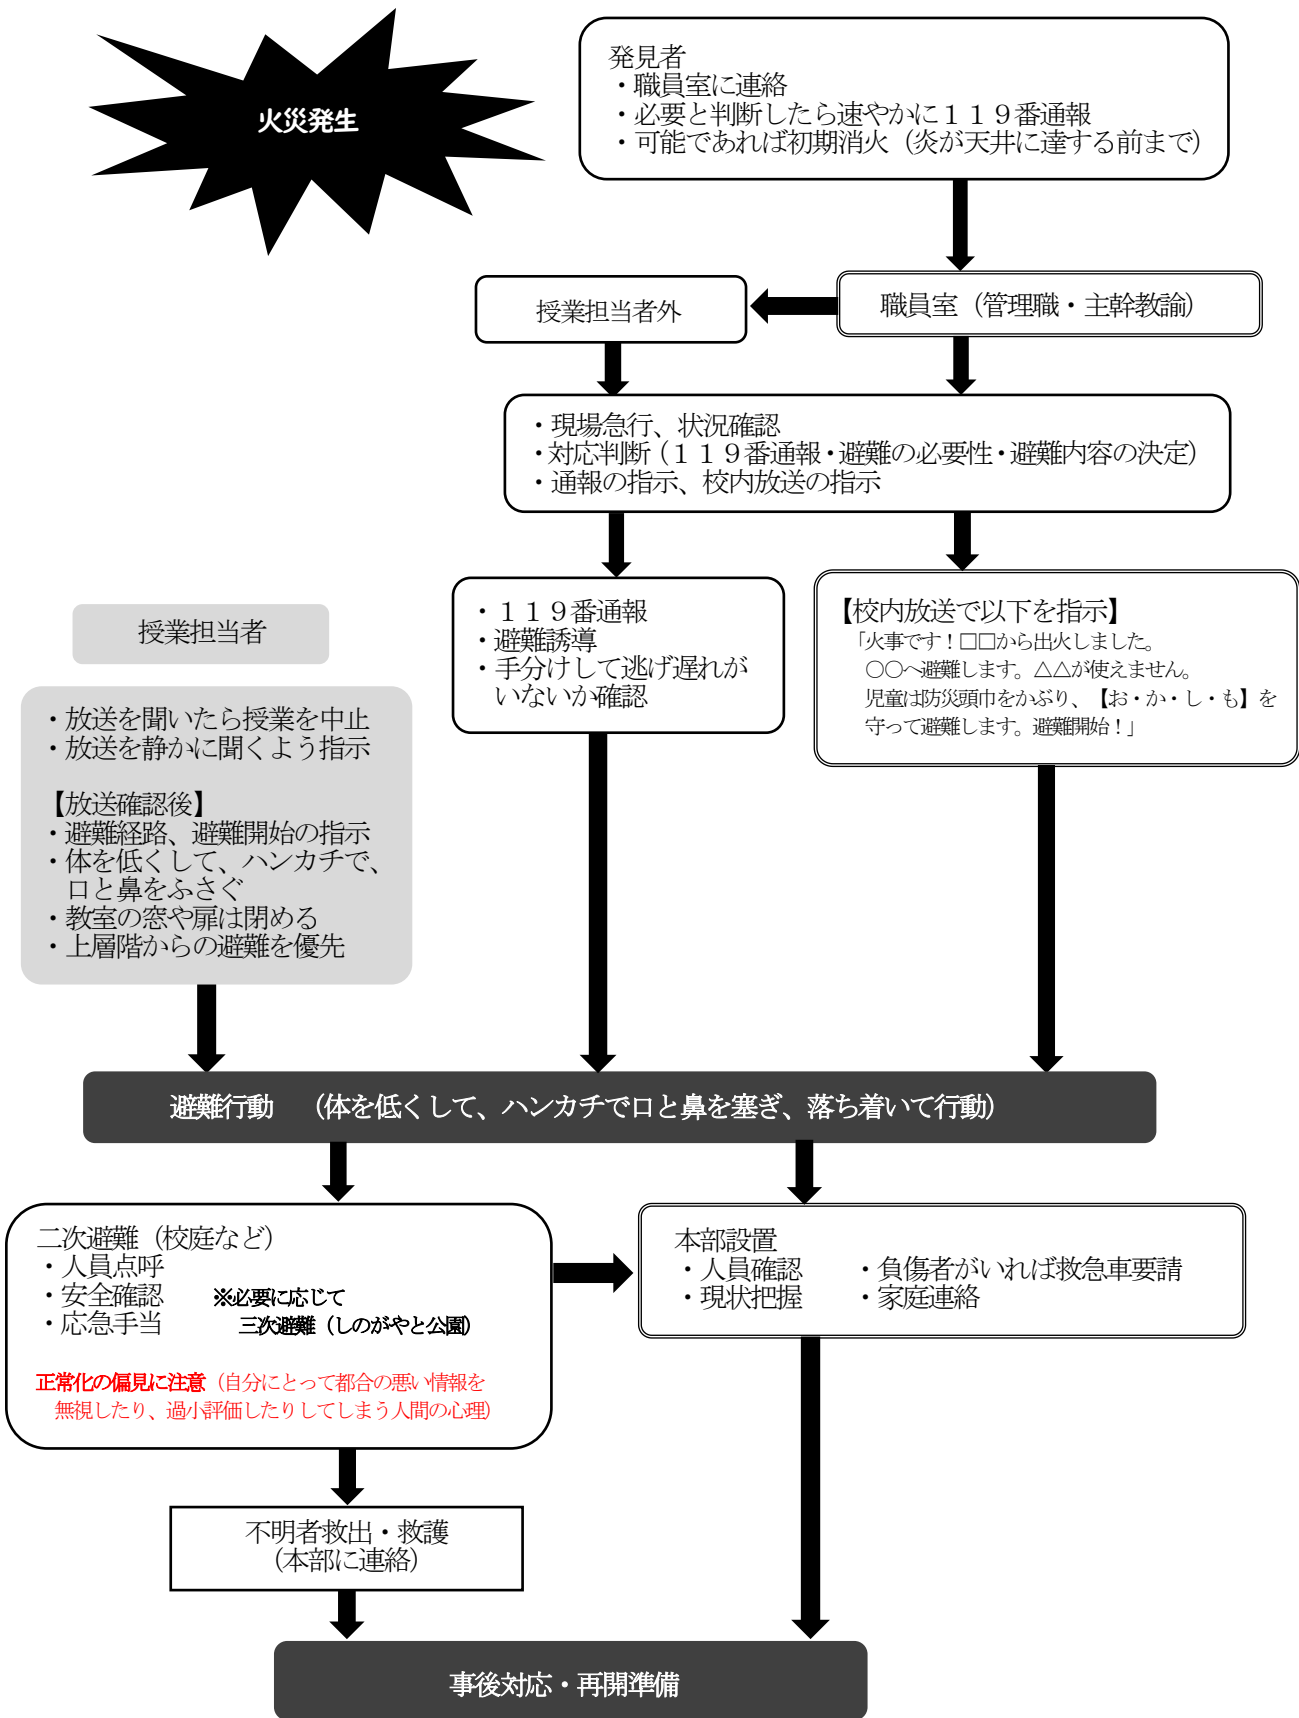 火災発生
発見者
・職員室に連絡
・必要と判断したら速やかに１１９番通報
・可能であれば初期消火（炎が天井に達する前まで）
授業担当者外
職員室（管理職・主幹教諭）
・現場急行、状況確認
・対応判断（１１９番通報・避難の必要性・避難内容の決定）
・通報の指示、校内放送の指示
・１１９番通報
・避難誘導
・手分けして逃げ遅れが
いないか確認
【校内放送で以下を指示】
「火事です！□□から出火しました。
○○へ避難します。△△が使えません。
児童は防災頭巾をかぶり、【お・か・し・も】を
守って避難します。避難開始！」
授業担当者
・放送を聞いたら授業を中止
・放送を静かに聞くよう指示
【放送確認後】
・避難経路、避難開始の指示
・体を低くして、ハンカチで、
口と鼻をふさぐ
・教室の窓や扉は閉める
・上層階からの避難を優先
避難行動　（体を低くして、ハンカチで口と鼻を塞ぎ、落ち着いて行動）
二次避難（校庭など）
・人員点呼
・安全確認　※必要に応じて
・応急手当　三次避難（しのがやと公園）
正常化の偏見に注意（自分にとって都合の悪い情報を
無視したり、過小評価したりしてしまう人間の心理）
本部設置
・人員確認　・負傷者がいれば救急車要請
・現状把握　・家庭連絡
不明者救出・救護
（本部に連絡）
事後対応・再開準備